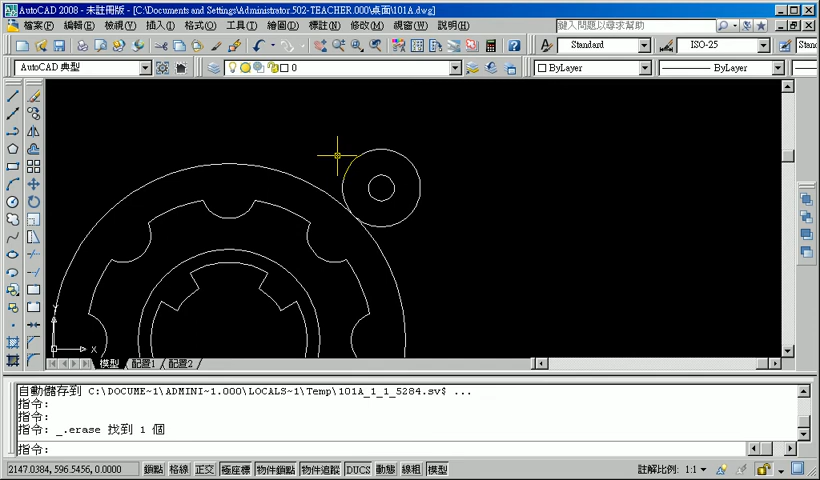 AutoCAD 2008 - 未註冊版 - [C:\Documents and Settings\Administrator.502-TEACHER.000\桌面\101A.dwg]
檔案(F) 編輯(E) 檢視(V) 插入(I) 格式(O) 工具(T) 繪圖(D) 標註(N) 修改(M) 視窗(W) 說明(H) 鍵入問題以尋求幫助
Standard ISO-25 Stanc
AutoCAD 典型 0 ByLayer ByLayer
Y
X
模型 配置1 配置2
自動儲存到 C:\DOCUME~1\ADMINI~1.000\LOCALS~1\Temp\101A_1_1_5284.sv$ ...
指令:
指令:
指令: _.erase 找到 1 個
指令:
2147.0384, 596.5456, 0.0000 鎖點 格線 正交 極座標 物件鎖點 物件追蹤 DUCS 動態 線粗 模型 註解比例: 1:1